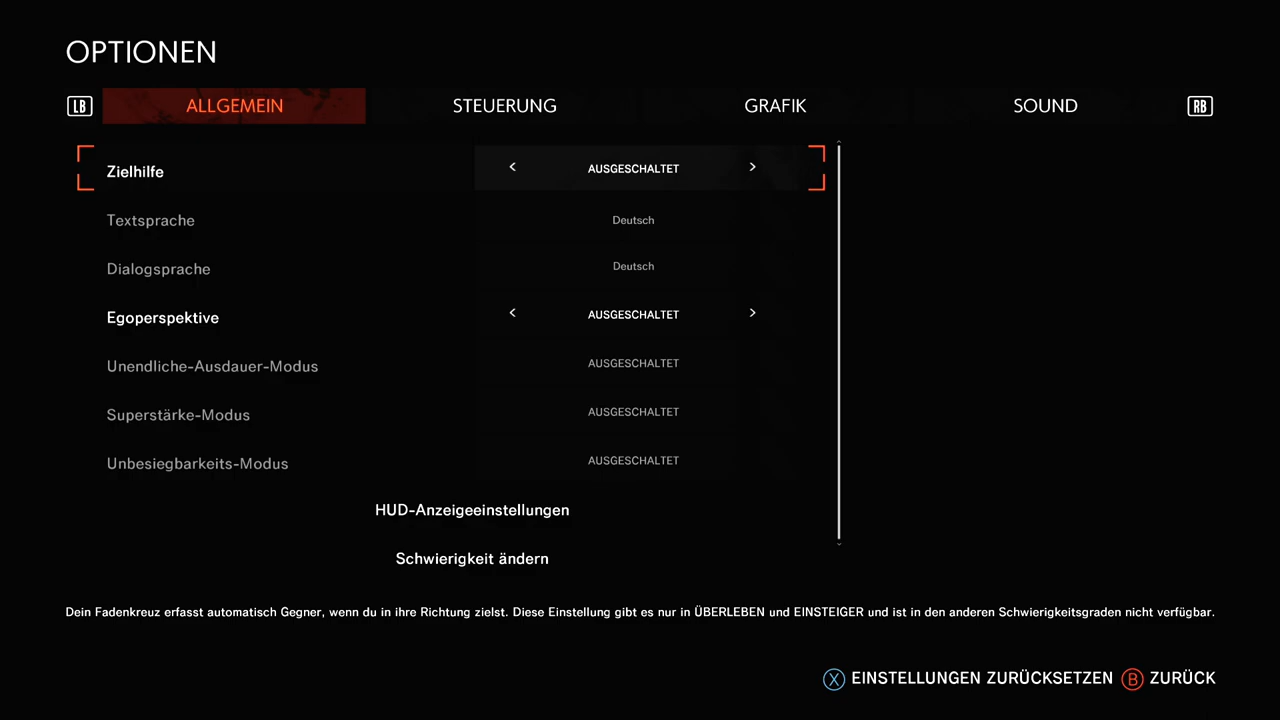 OPTIONEN
LB ALLGEMEIN STEUERUNG GRAFIK SOUND RB
Zielhilfe < AUSGESCHALTET >
Textsprache Deutsch
Dialogsprache Deutsch
Egoperspektive < AUSGESCHALTET >
Unendliche-Ausdauer-Modus AUSGESCHALTET
Superstärke-Modus AUSGESCHALTET
Unbesiegbarkeits-Modus AUSGESCHALTET
HUD-Anzeigeeinstellungen
Schwierigkeit ändern
Dein Fadenkreuz erfasst automatisch Gegner, wenn du in ihre Richtung zielst. Diese Einstellung gibt es nur in ÜBERLEBEN und EINSTEIGER und ist in den anderen Schwierigkeitsgraden nicht verfügbar.
X EINSTELLUNGEN ZURÜCKSETZEN B ZURÜCK